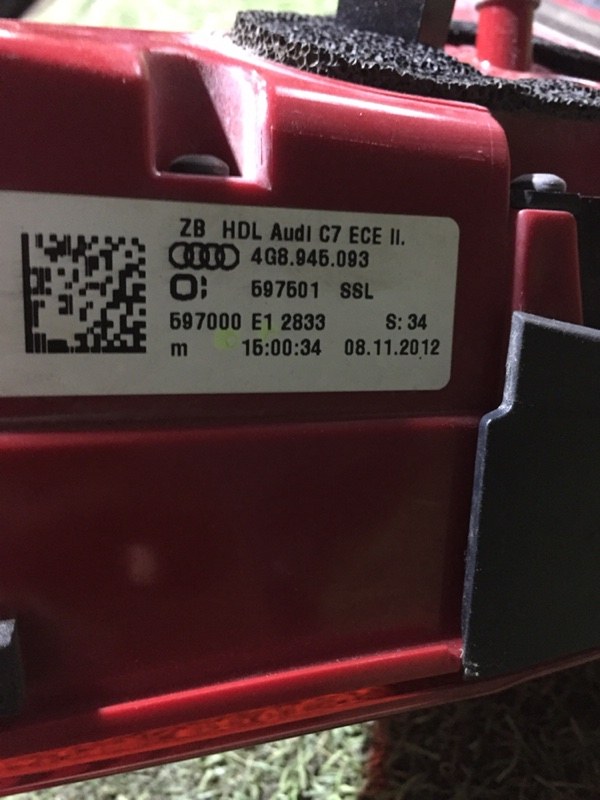 ZB HDL Audi C7 ECE II.
4G8.945.093
597501 SSL
597000 E1 2833 S: 34
m 15:00:34 08.11.2012